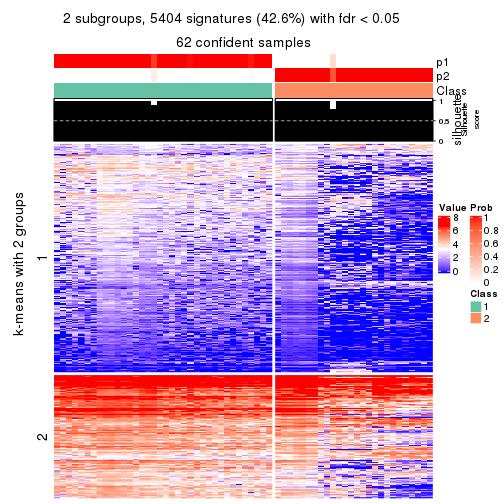 2 subgroups, 5404 signatures (42.6%) with fdr < 0.05
62 confident samples
p1
p2
Class
silhouette
Silhouette
score
1
0.5
0
k-means with 2 groups
1
2
Value
8
6
4
2
0
Prob
1
0.8
0.6
0.4
0.2
0
Class
1
2